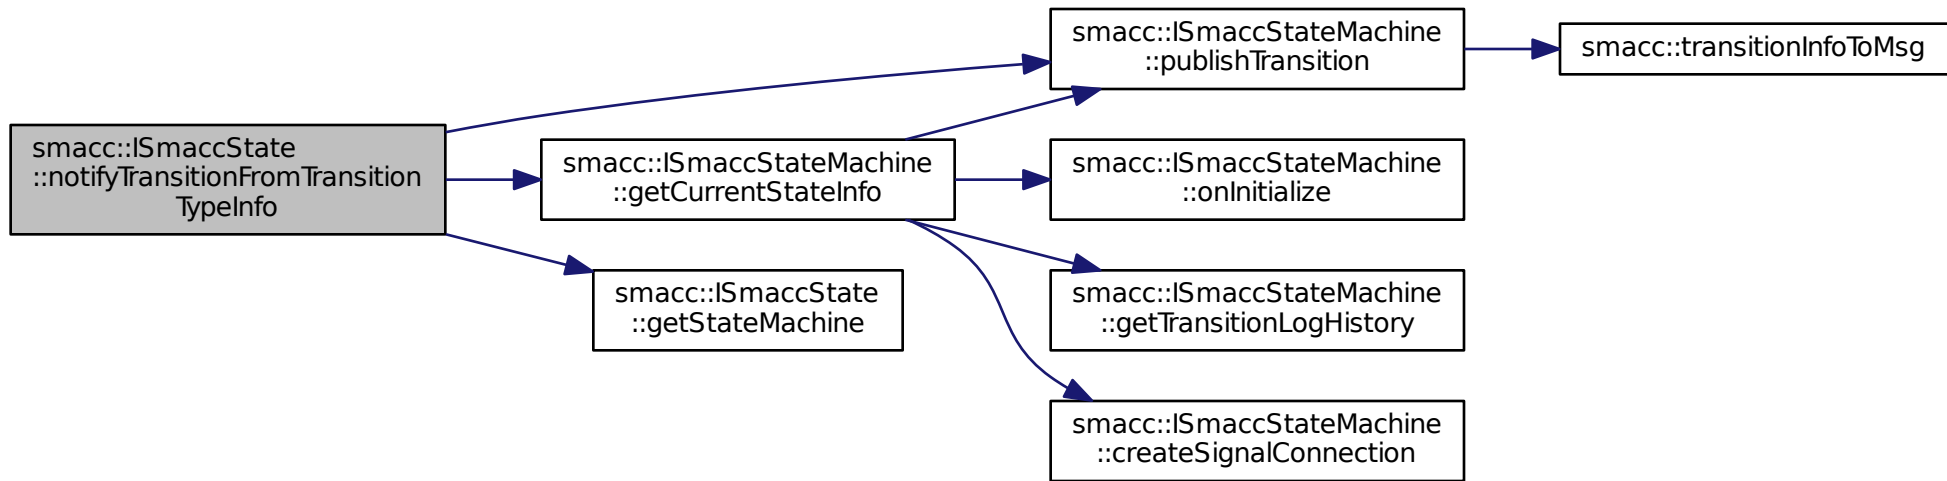 smacc::ISmaccState
::notifyTransitionFromTransition
TypeInfo
smacc::ISmaccStateMachine
::getCurrentStateInfo
smacc::ISmaccState
::getStateMachine
smacc::ISmaccStateMachine
::publishTransition
smacc::ISmaccStateMachine
::onInitialize
smacc::ISmaccStateMachine
::getTransitionLogHistory
smacc::ISmaccStateMachine
::createSignalConnection
smacc::transitionInfoToMsg